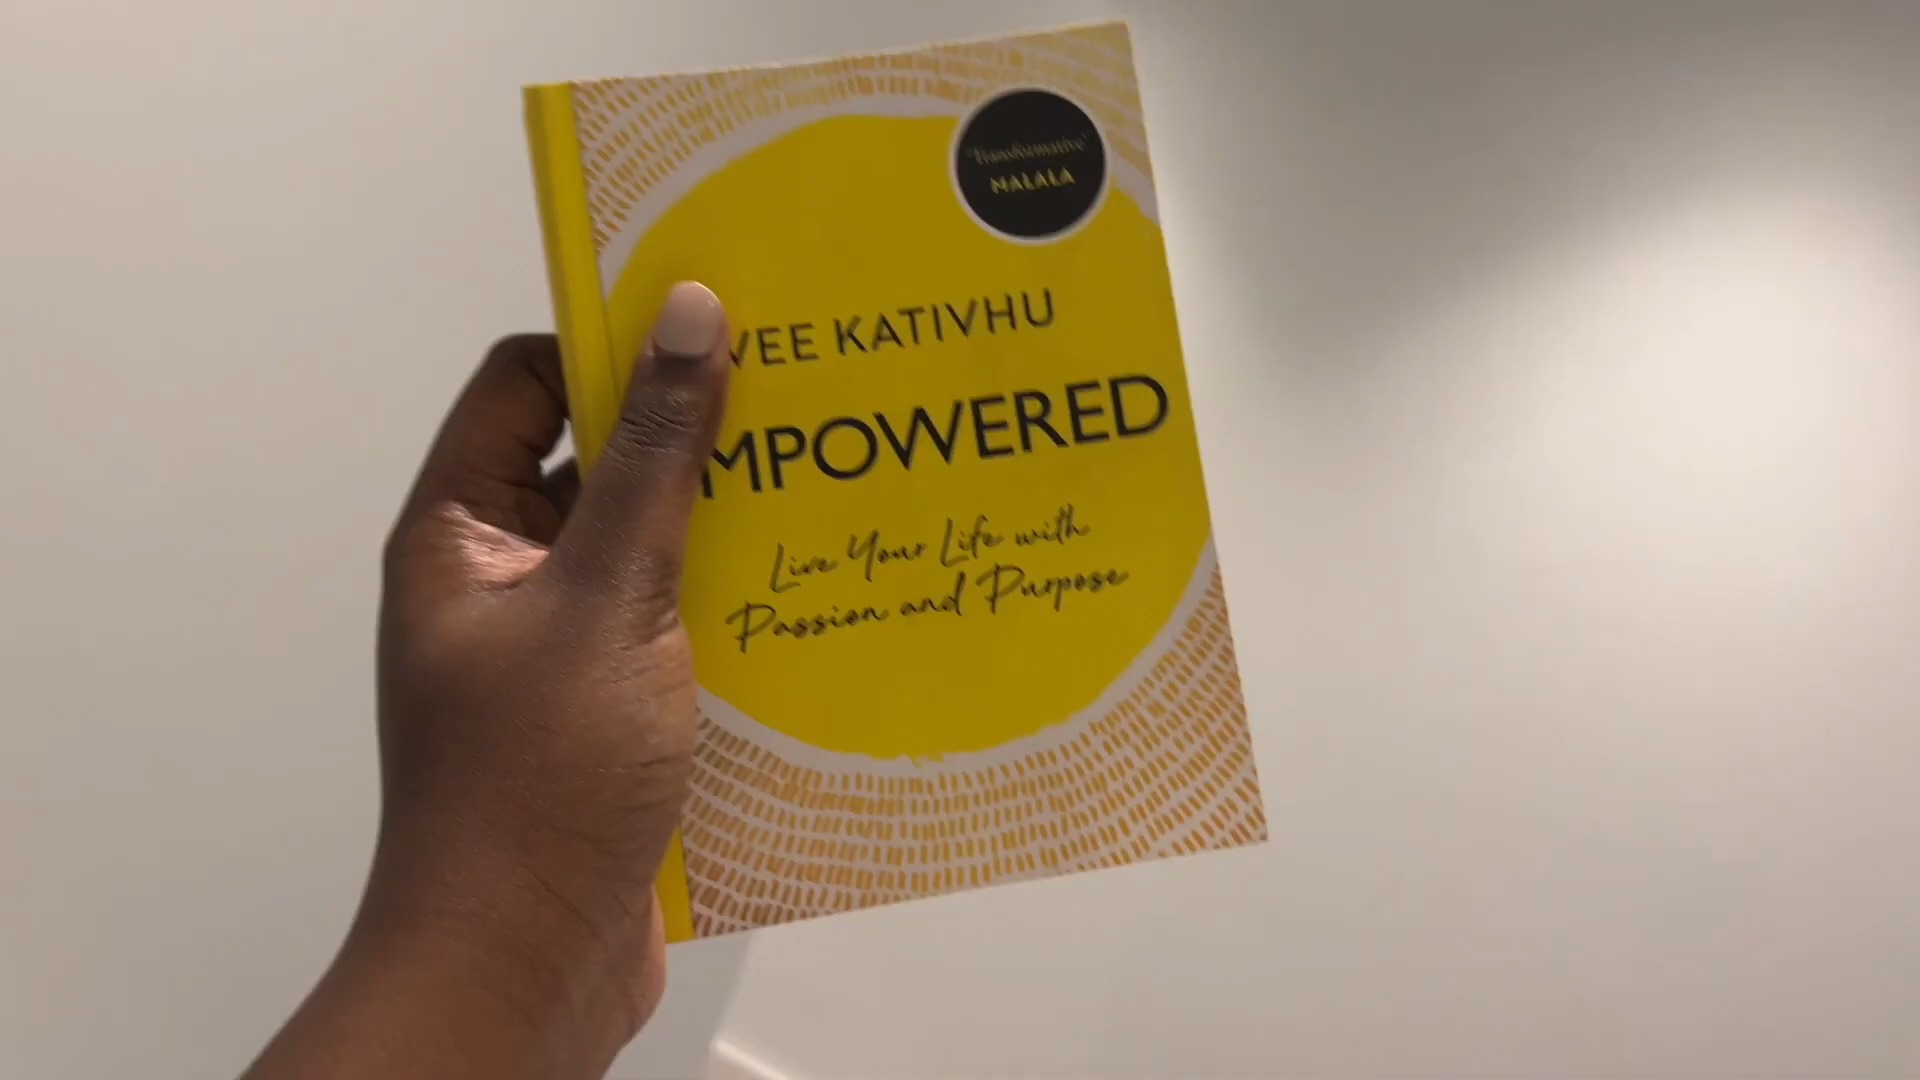 'Transformative'
MALALA
VEE KATIVHU
MPOWERED
Live Your Life with
Passion and Purpose